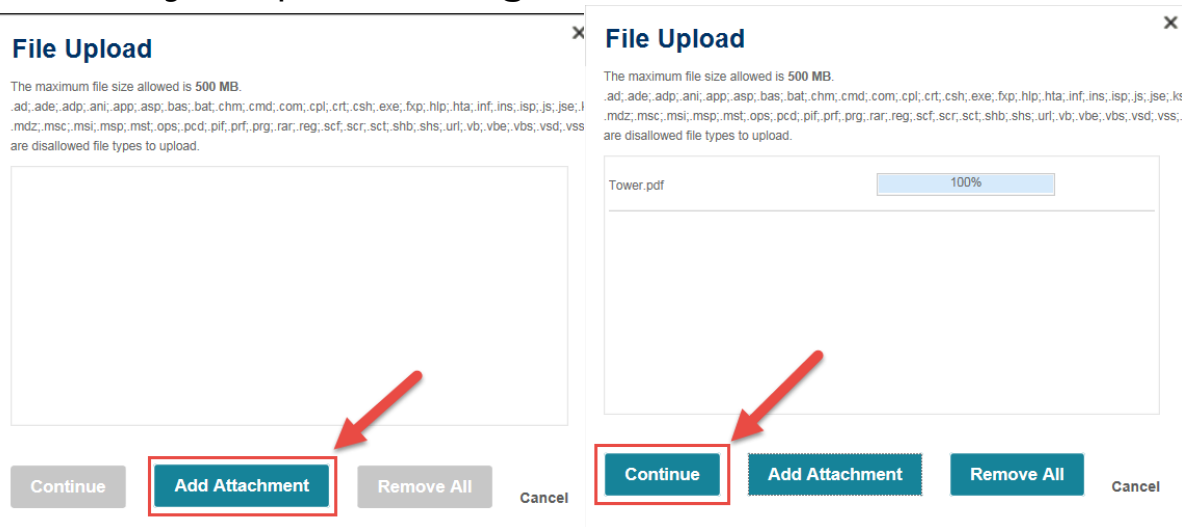 File Upload
The maximum file size allowed is 500 MB.
.ad;.ade;.adp;.ani;.app;.asp;.bas;.bat;.chm;.cmd;.com;.cpl;.crt;.csh;.exe;.fxp;.hlp;.hta;.inf;.ins;.isp;.js;.jse;
.mdz;.msc;.msi;.msp;.mst;.ops;.pcd;.pif;.prf;.prg;.rar;.reg;.scf;.scr;.sct;.shb;.shs;.url;.vb;.vbe;.vbs;.vsd;.vss
are disallowed file types to upload.
Continue
Add Attachment
Remove All
Cancel
File Upload
The maximum file size allowed is 500 MB.
.ad;.ade;.adp;.ani;.app;.asp;.bas;.bat;.chm;.cmd;.com;.cpl;.crt;.csh;.exe;.fxp;.hlp;.hta;.inf;.ins;.isp;.js;.jse;.ks
.mdz;.msc;.msi;.msp;.mst;.ops;.pcd;.pif;.prf;.prg;.rar;.reg;.scf;.scr;.sct;.shb;.shs;.url;.vb;.vbe;.vbs;.vsd;.vss;.
are disallowed file types to upload.
Tower.pdf 100%
Continue
Add Attachment
Remove All
Cancel